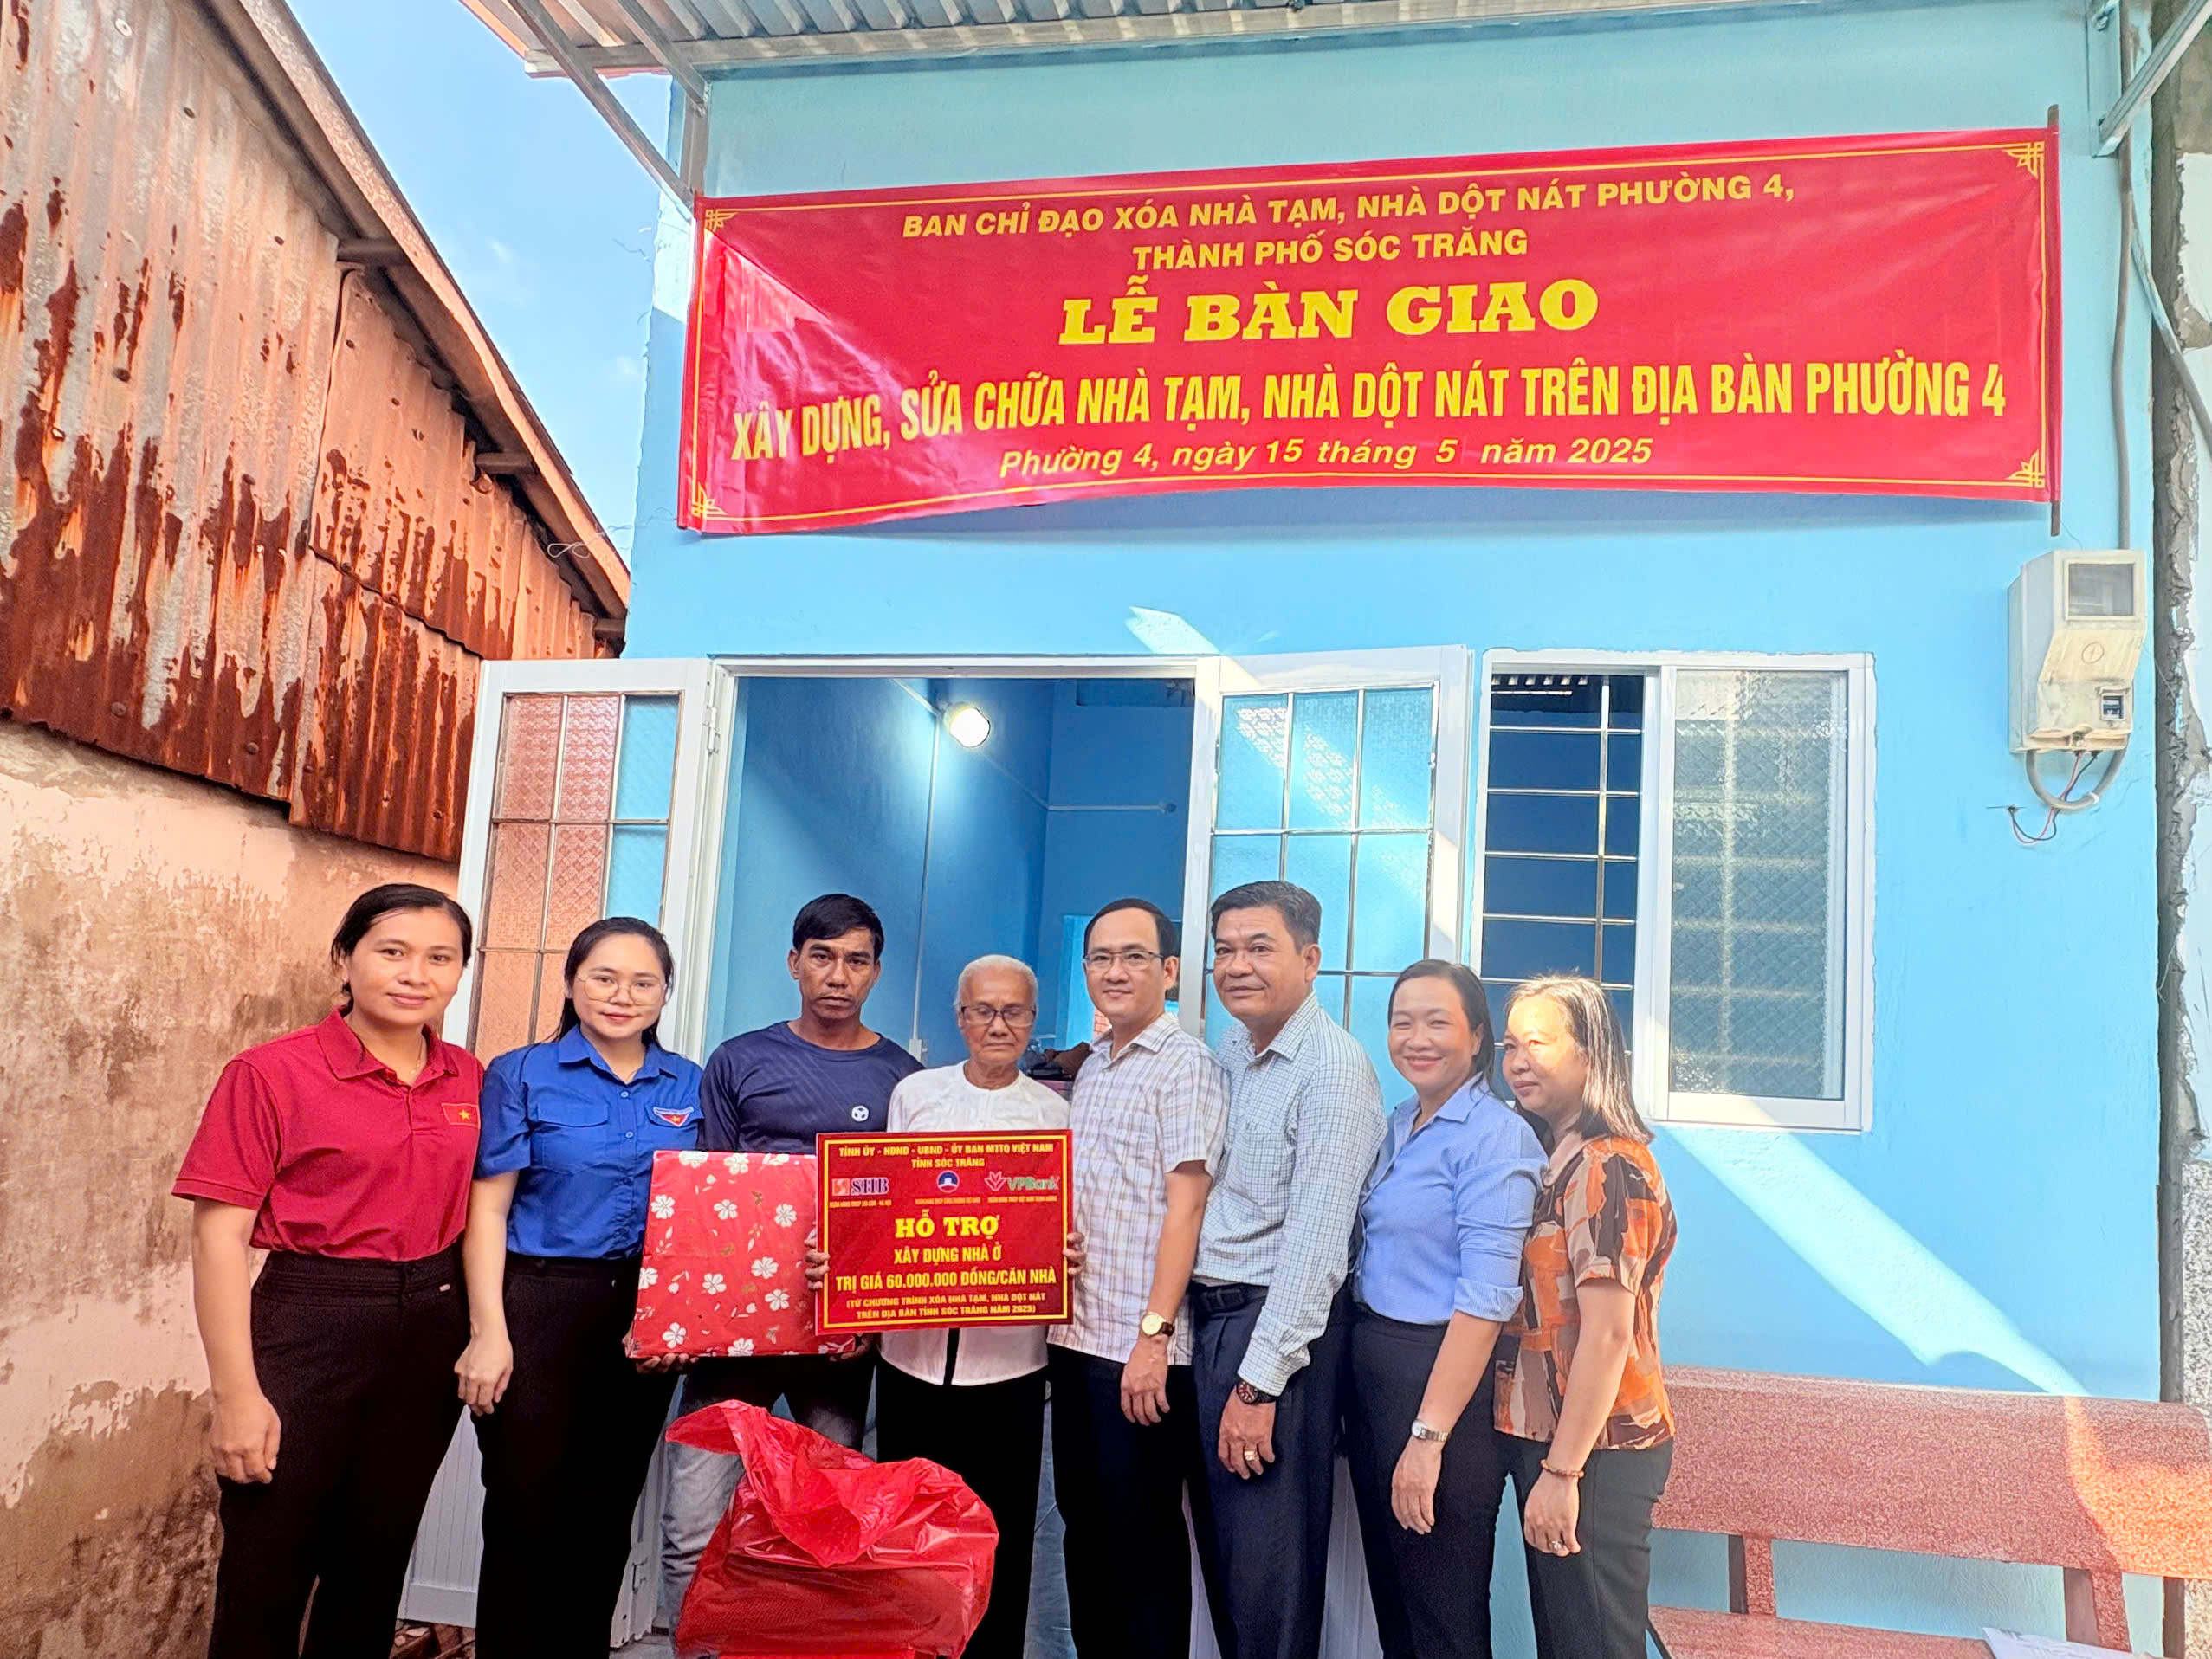 BAN CHỈ ĐẠO XÓA NHÀ TẠM, NHÀ DỘT NÁT PHƯỜNG 4,
THÀNH PHỐ SÓC TRĂNG
LỄ BÀN GIAO
XÂY DỰNG, SỬA CHỮA NHÀ TẠM, NHÀ DỘT NÁT TRÊN ĐỊA BÀN PHƯỜNG 4
Phường 4, ngày 15 tháng 5 năm 2025
TỈNH ỦY - HĐND - UBND - ỦY BAN MTTQ VIỆT NAM
TỈNH SÓC TRĂNG
SHB VPBank
HỖ TRỢ
XÂY DỰNG NHÀ Ở
TRỊ GIÁ 60.000.000 ĐỒNG/CĂN NHÀ
(TỪ CHƯƠNG TRÌNH XÓA NHÀ TẠM, NHÀ DỘT NÁT
TRÊN ĐỊA BÀN TỈNH SÓC TRĂNG NĂM 2025)